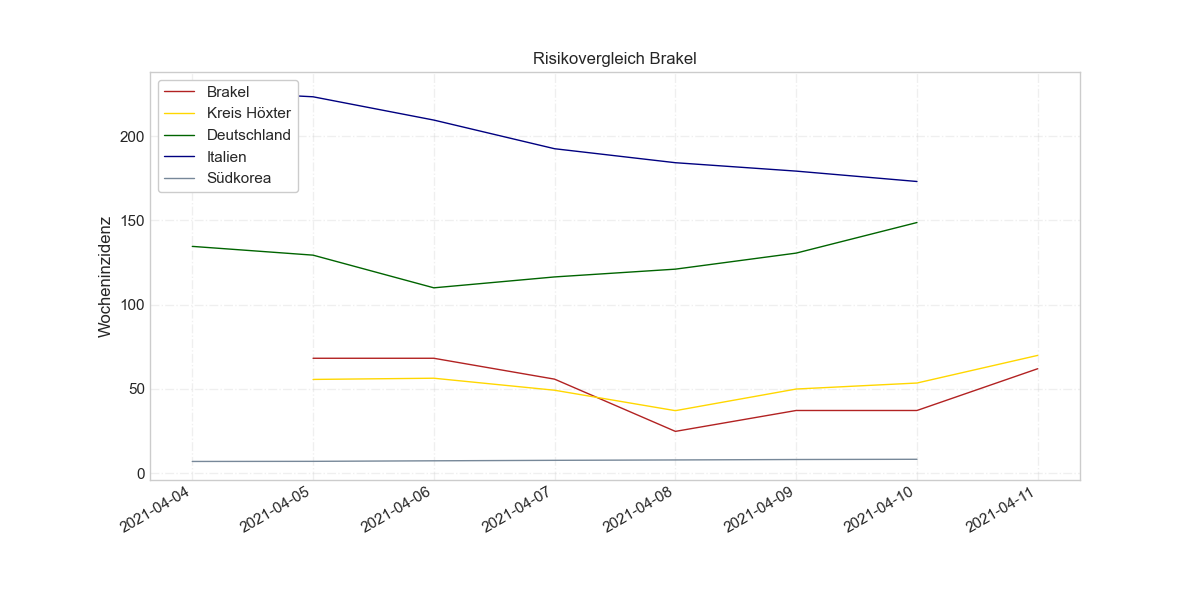 Risikovergleich Brakel
Brakel
Kreis Höxter
Deutschland
Italien
Südkorea
Wocheninzidenz
200
150
100
50
0
2021-04-04
2021-04-05
2021-04-06
2021-04-07
2021-04-08
2021-04-09
2021-04-10
2021-04-11